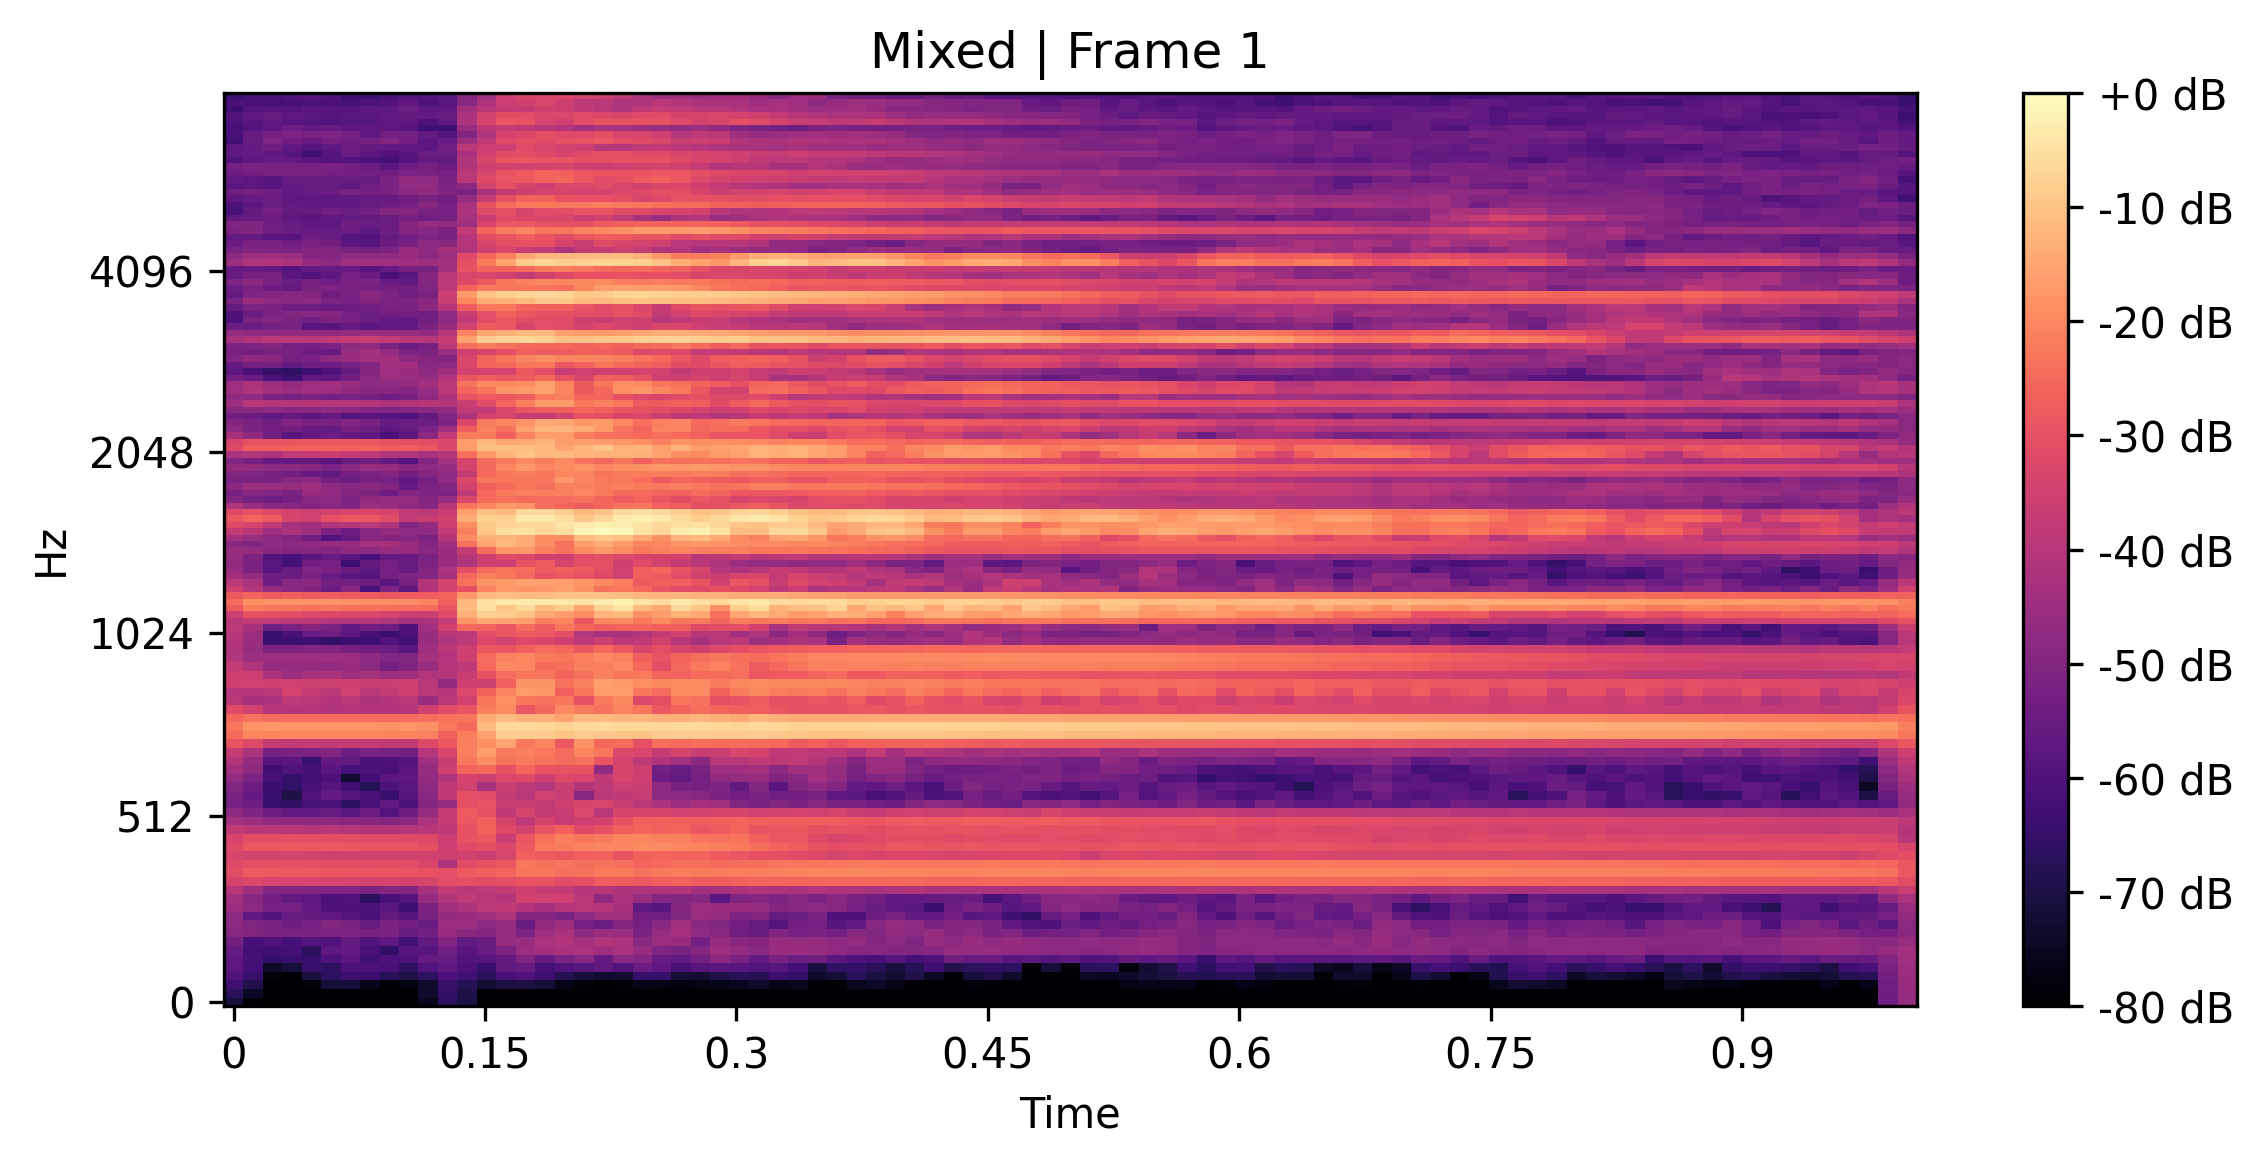 Mixed | Frame 1
+0 dB
-10 dB
-20 dB
-30 dB
-40 dB
-50 dB
-60 dB
-70 dB
-80 dB
4096
2048
1024
512
0
Hz
0 0.15 0.3 0.45 0.6 0.75 0.9
Time